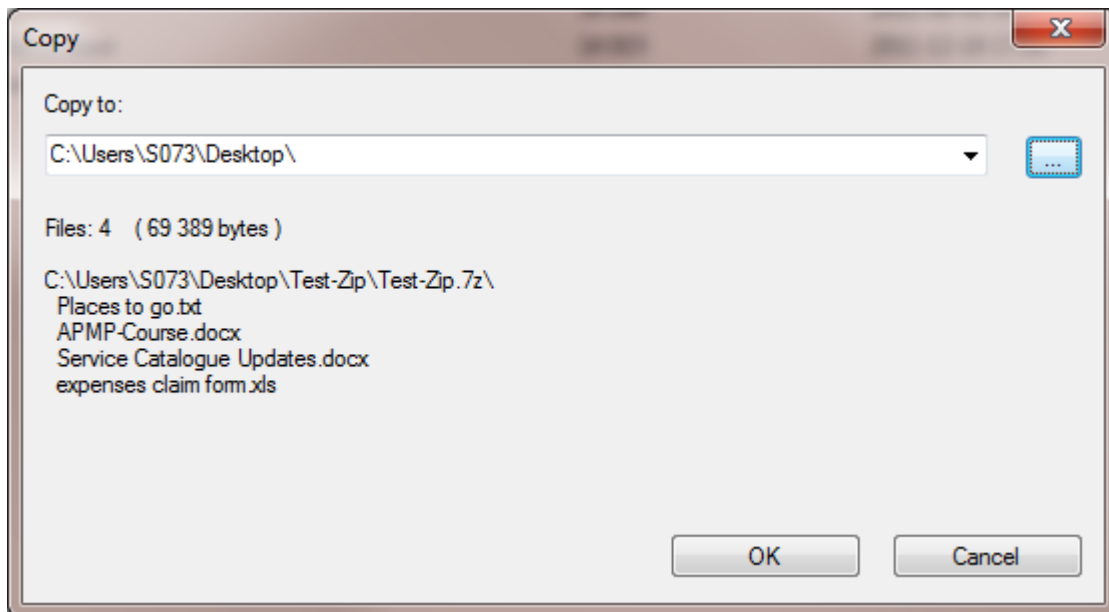 Copy
Copy to:
C:\Users\S073\Desktop\
...
Files: 4 ( 69 389 bytes )
C:\Users\S073\Desktop\Test-Zip\Test-Zip.7z\
Places to go.txt
APMP-Course.docx
Service Catalogue Updates.docx
expenses claim form.xls
OK Cancel